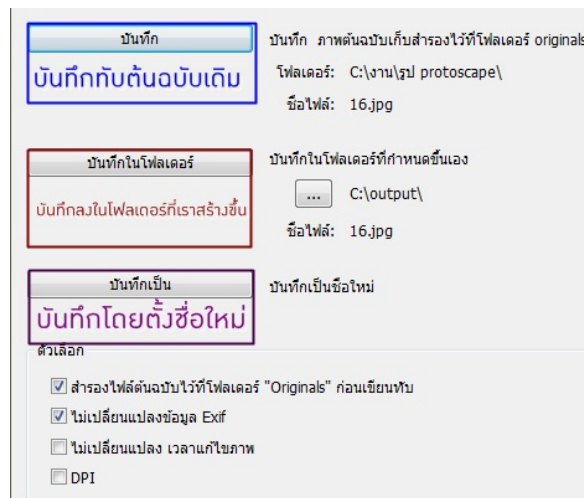 บันทึก
บันทึก ภาพต้นฉบับเก็บสำรองไว้ที่โฟลเดอร์ originals
บันทึกทับต้นฉบับเดิม
โฟลเดอร์: C:\งาน\รูป protoscape\
ชื่อไฟล์: 16.jpg
บันทึกในโฟลเดอร์
บันทึกในโฟลเดอร์ที่กำหนดขึ้นเอง
... C:\output\
บันทึกลงในโฟลเดอร์ที่เราสร้างขึ้น
ชื่อไฟล์: 16.jpg
บันทึกเป็น
บันทึกเป็นชื่อใหม่
บันทึกโดยตั้งชื่อใหม่
ตัวเลือก
สำรองไฟล์ต้นฉบับไว้ที่โฟลเดอร์ "Originals" ก่อนเขียนทับ
ไม่เปลี่ยนแปลงข้อมูล Exif
ไม่เปลี่ยนแปลง เวลาแก้ไขภาพ
DPI